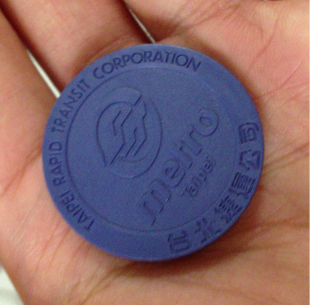 TAIPEI RAPID TRANSIT CORPORATION
metro
Taipei
台北捷運公司